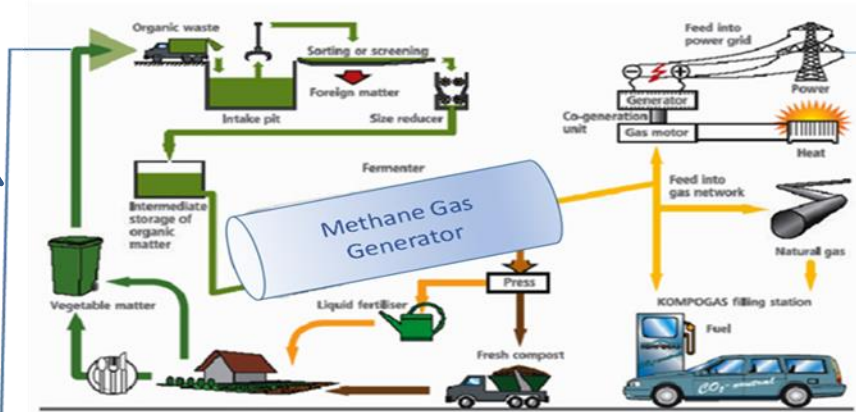 Organic waste
Sorting or screening
Foreign matter
Intake pit
Size reducer
Feed into
power grid
Power
Generator
Co-generation
unit
Gas motor
Heat
Fermenter
Intermediate
storage of
organic
matter
Methane Gas
Generator
Feed into
gas network
Natural gas
Vegetable matter
Liquid fertiliser
Press
Fresh compost
KOMPOGAS filling station
Fuel
CO2-neutral